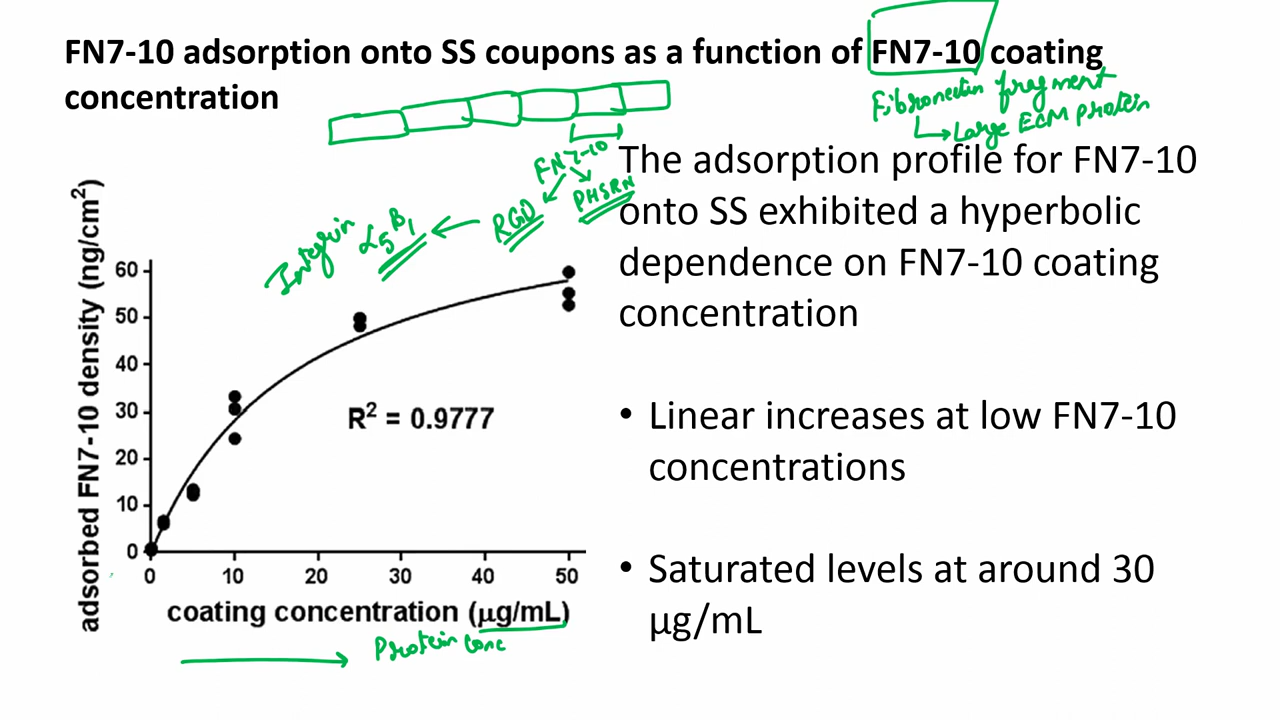 FN7-10 adsorption onto SS coupons as a function of FN7-10 coating
concentration
Fibronectin fragment
Large ECM protein
FN7-10
RGD
PHSRN
Integrin α5β1
The adsorption profile for FN7-10
onto SS exhibited a hyperbolic
dependence on FN7-10 coating
concentration
• Linear increases at low FN7-10
concentrations
• Saturated levels at around 30
µg/mL
adsorbed FN7-10 density (ng/cm²)
60
50
40
30
20
10
0
R² = 0.9777
0 10 20 30 40 50
coating concentration (µg/mL)
Protein conc